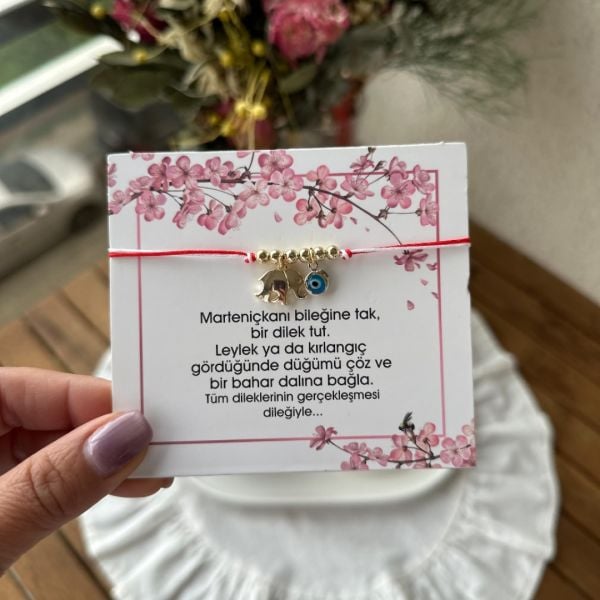 Marteniçkanı bileğine tak,
bir dilek tut.
Leylek ya da kırlangıç
gördüğünde düğümü çöz ve
bir bahar dalına bağla.
Tüm dileklerinin gerçekleşmesi
dileğiyle...